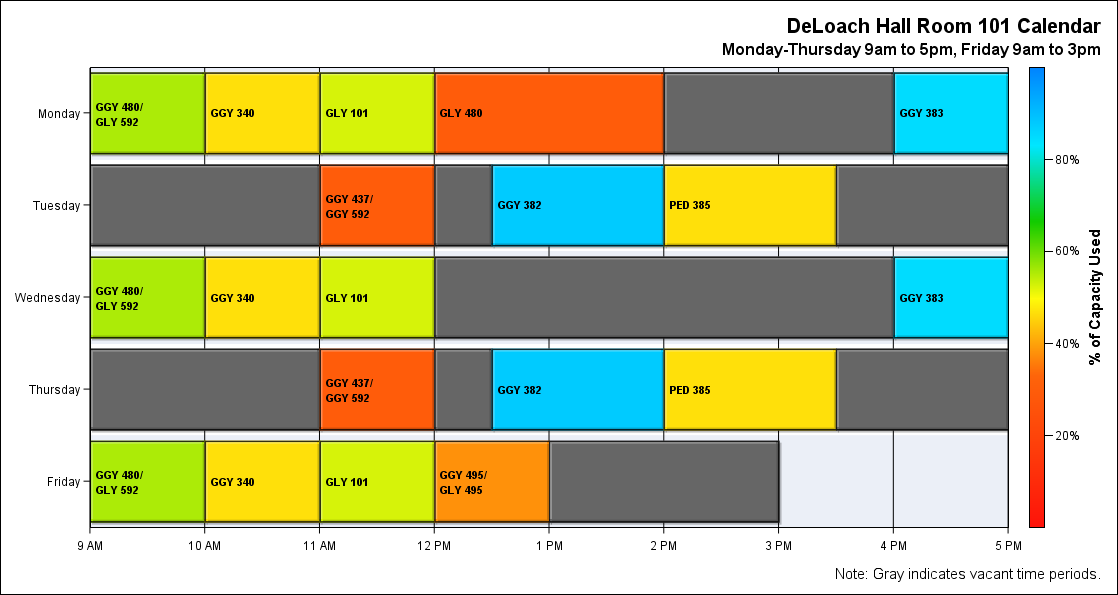 DeLoach Hall Room 101 Calendar
Monday-Thursday 9am to 5pm, Friday 9am to 3pm
Monday
GGY 480/
GLY 592
GGY 340
GLY 101
GLY 480
GGY 383
Tuesday
GGY 437/
GGY 592
GGY 382
PED 385
Wednesday
GGY 480/
GLY 592
GGY 340
GLY 101
GGY 383
Thursday
GGY 437/
GGY 592
GGY 382
PED 385
Friday
GGY 480/
GLY 592
GGY 340
GLY 101
GGY 495/
GLY 495
9 AM
10 AM
11 AM
12 PM
1 PM
2 PM
3 PM
4 PM
5 PM
80%
60%
40%
20%
% of Capacity Used
Note: Gray indicates vacant time periods.